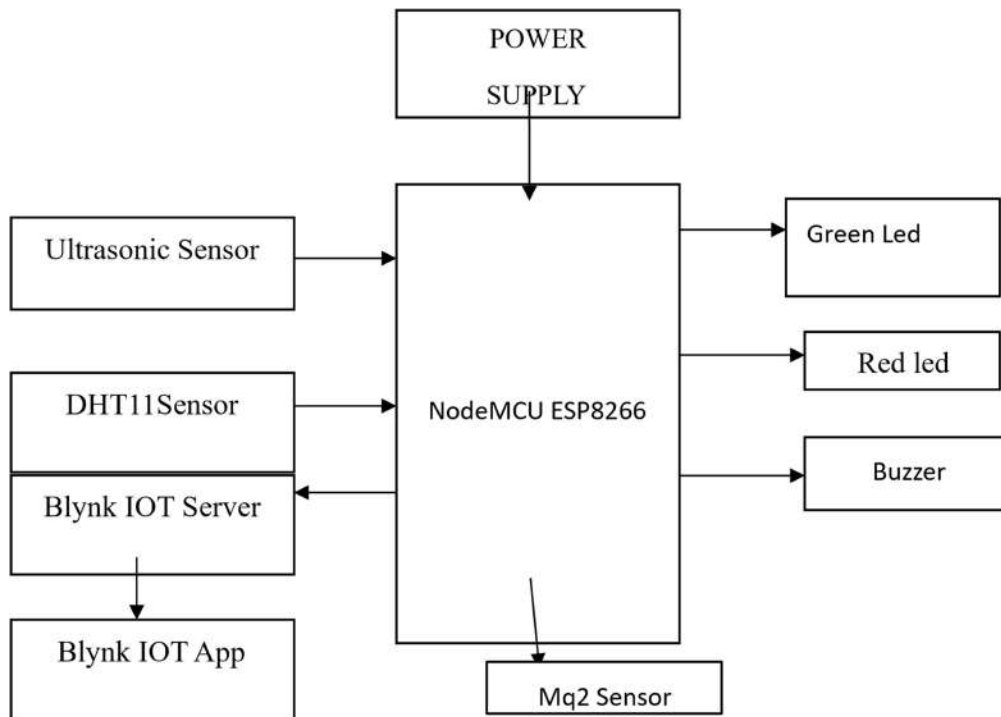 POWER
SUPPLY
Ultrasonic Sensor
Green Led
Red led
DHT11Sensor
NodeMCU ESP8266
Buzzer
Blynk IOT Server
Blynk IOT App
Mq2 Sensor